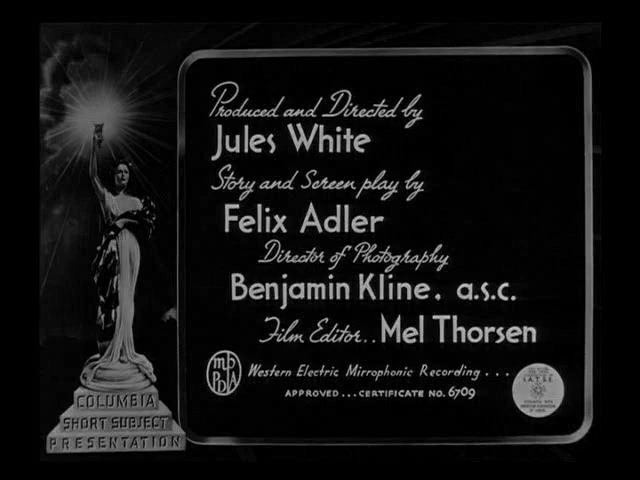 Produced and Directed by
Jules White
Story and Screen play by
Felix Adler
Director of Photography
Benjamin Kline, a.s.c.
Film Editor.. Mel Thorsen
Western Electric Mirrophonic Recording ...
APPROVED...CERTIFICATE NO. 6709
I.A.T.S.E.
COLUMBIA
SHORT SUBJECT
PRESENTATION